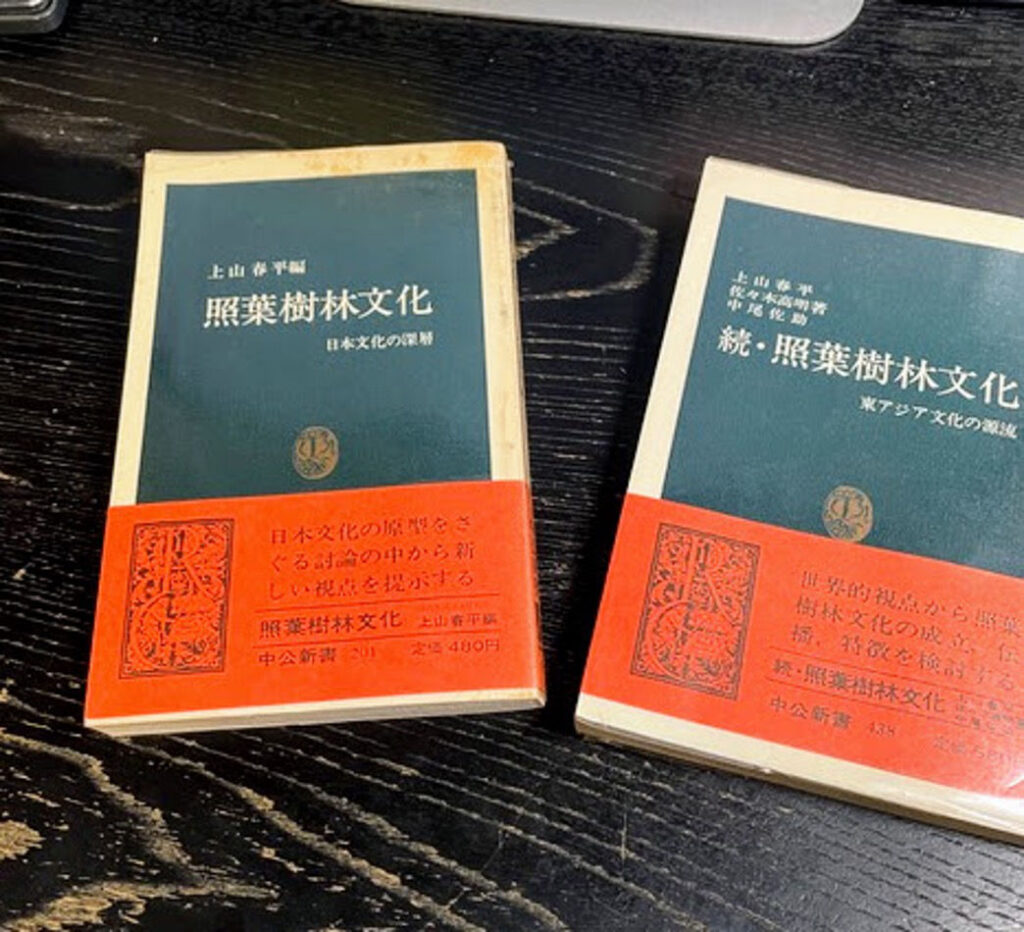 上山春平編
照葉樹林文化
日本文化の深層
日本文化の原型をさ
ぐる討論の中から新
しい視点を提示する
照葉樹林文化 上山春平編
中公新書 201 定価 480円
上山春平
佐々木高明著
中尾佐助
続・照葉樹林文化
東アジア文化の源流
世界的視点から照葉
樹林文化の成立、伝
播、特徴を検討する
続・照葉樹林文化
中公新書 438 定価